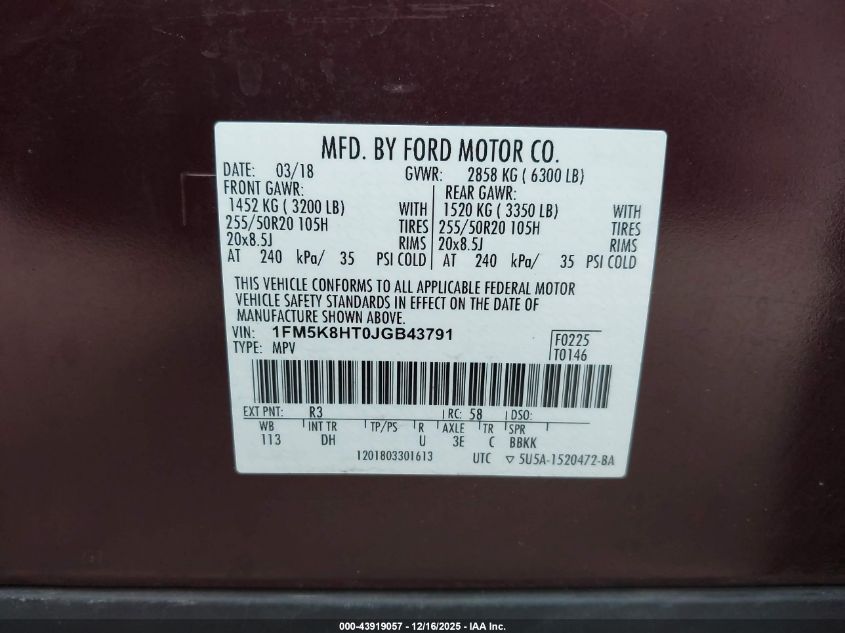 MFD. BY FORD MOTOR CO.
DATE: 03/18 GVWR: 2858 KG ( 6300 LB)
FRONT GAWR: REAR GAWR:
1452 KG ( 3200 LB) WITH 1520 KG ( 3350 LB) WITH
255/50R20 105H TIRES 255/50R20 105H TIRES
20x8.5J RIMS 20x8.5J RIMS
AT 240 kPa/ 35 PSI COLD AT 240 kPa/ 35 PSI COLD
THIS VEHICLE CONFORMS TO ALL APPLICABLE FEDERAL MOTOR
VEHICLE SAFETY STANDARDS IN EFFECT ON THE DATE OF
MANUFACTURE SHOWN ABOVE.
VIN: 1FM5K8HT0JGB43791 F0225
TYPE: MPV T0146
EXT PNT: R3 RC: 58 DSO:
WB INT TR TP/PS R AXLE TR SPR
113 DH U 3E C BBKK
1201803301613 UTC ▽ 5U5A-1520472-BA
000-43919057 - 12/16/2025 - IAA Inc.